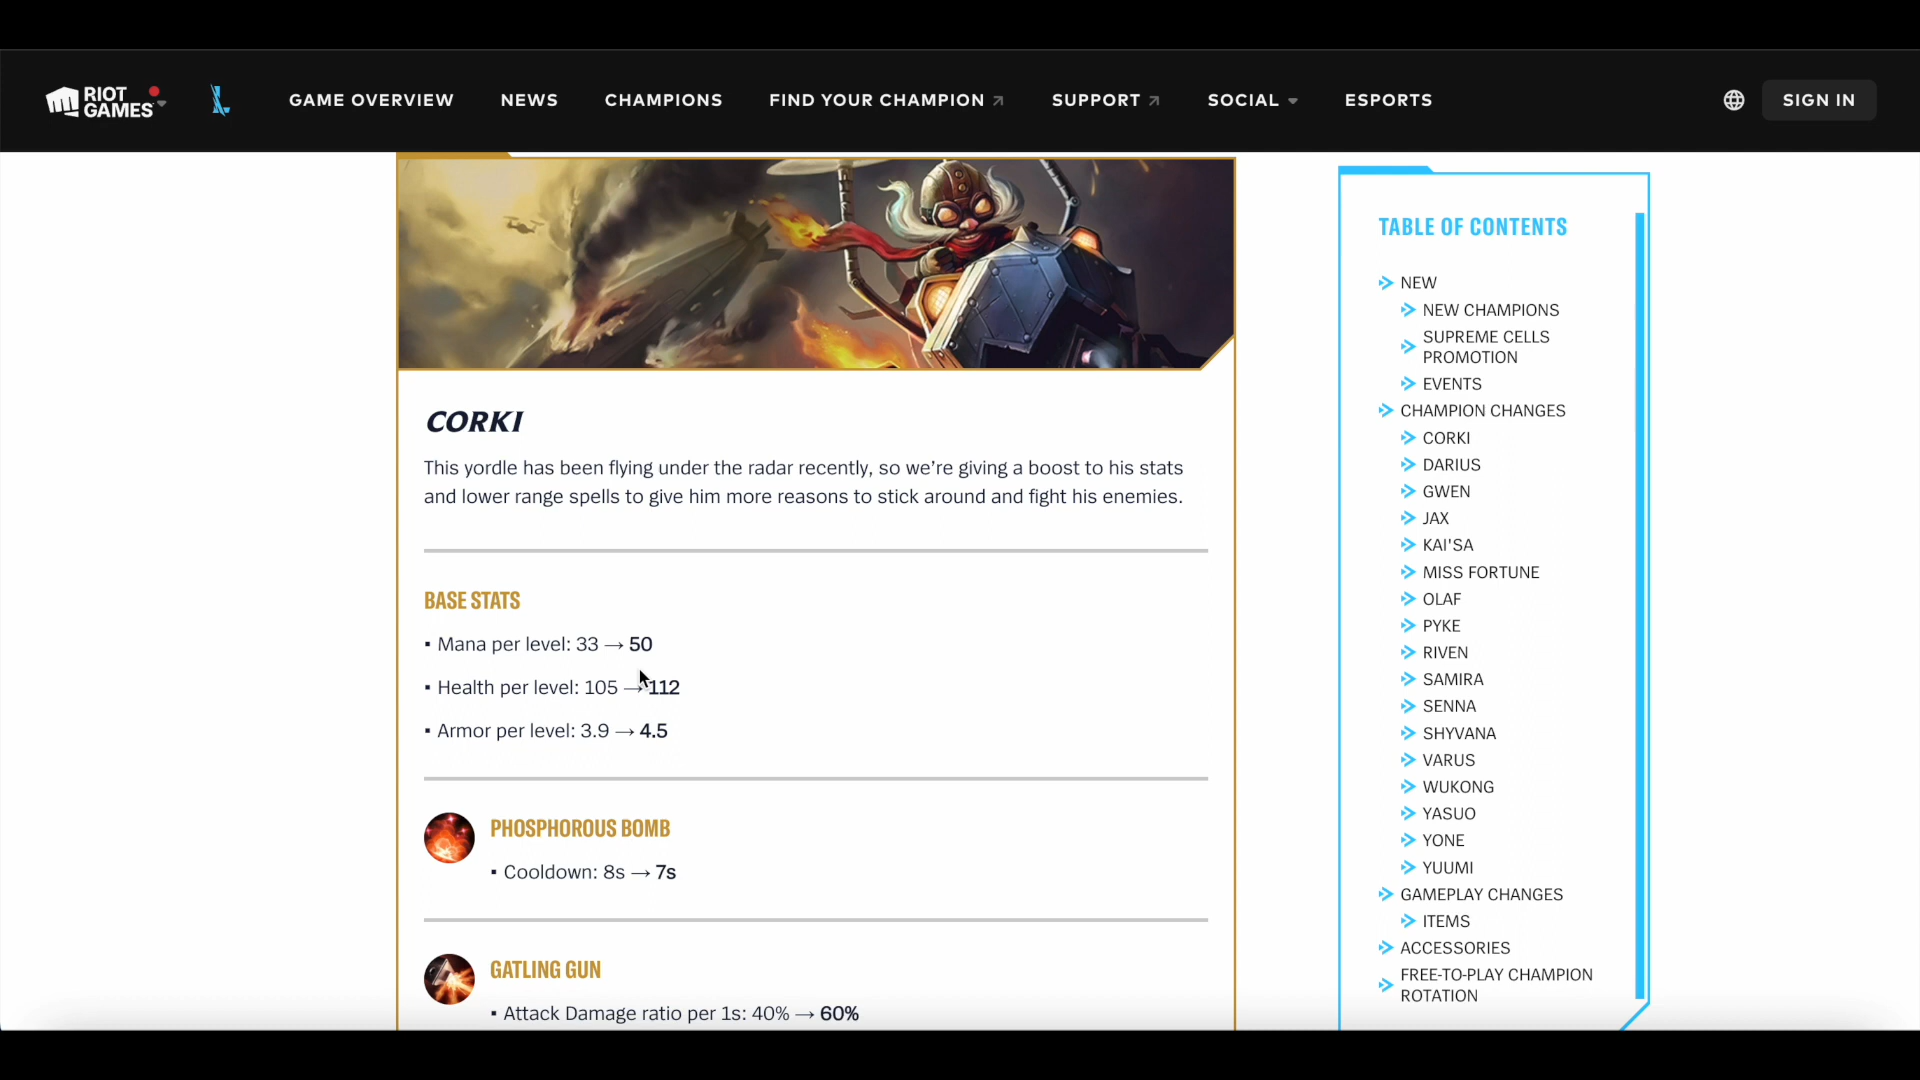 RIOT
GAMES
GAME OVERVIEW
NEWS
CHAMPIONS
FIND YOUR CHAMPION
SUPPORT
SOCIAL
ESPORTS
SIGN IN
CORKI
This yordle has been flying under the radar recently, so we’re giving a boost to his stats
and lower range spells to give him more reasons to stick around and fight his enemies.
BASE STATS
▪ Mana per level: 33 → 50
▪ Health per level: 105 → 112
▪ Armor per level: 3.9 → 4.5
PHOSPHOROUS BOMB
▪ Cooldown: 8s → 7s
GATLING GUN
▪ Attack Damage ratio per 1s: 40% → 60%
TABLE OF CONTENTS
NEW
NEW CHAMPIONS
SUPREME CELLS
PROMOTION
EVENTS
CHAMPION CHANGES
CORKI
DARIUS
GWEN
JAX
KAI'SA
MISS FORTUNE
OLAF
PYKE
RIVEN
SAMIRA
SENNA
SHYVANA
VARUS
WUKONG
YASUO
YONE
YUUMI
GAMEPLAY CHANGES
ITEMS
ACCESSORIES
FREE-TO-PLAY CHAMPION
ROTATION